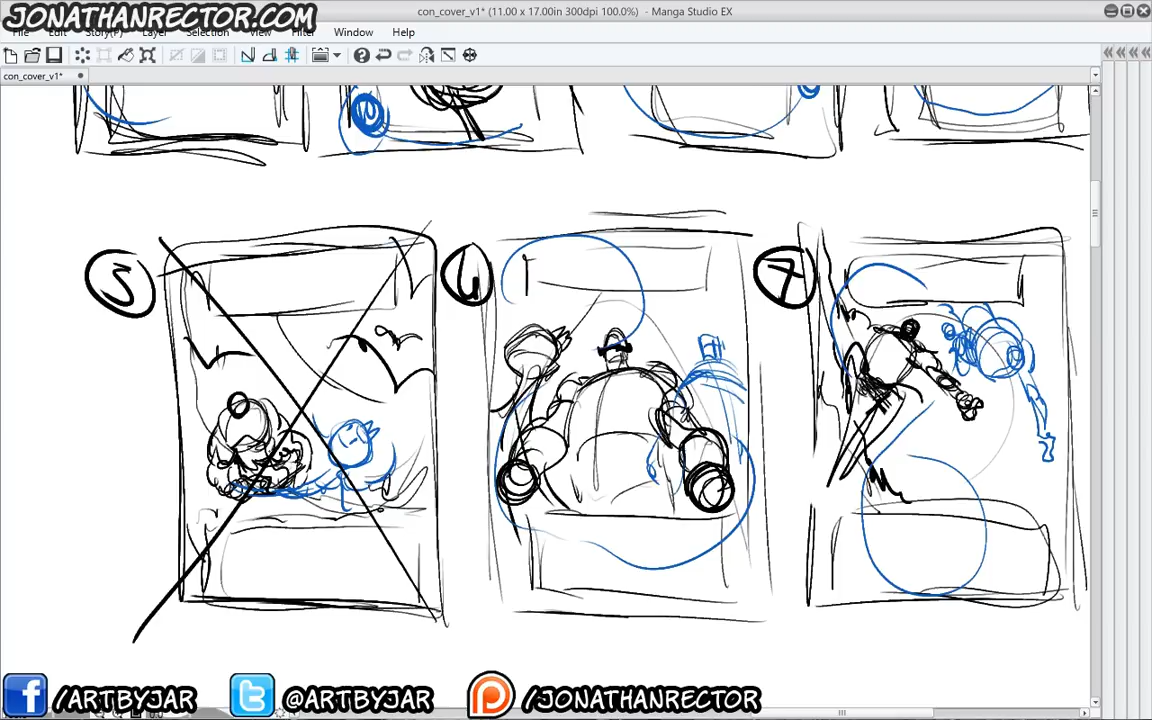 JONATHANRECTOR.COM
con_cover_v1* (11.00 x 17.00in 300dpi 100.0%) - Manga Studio EX
File Edit Story(P) Layer Selection View Filter Window Help
con_cover_v1*
5 6 7
/ARTBYJAR @ARTBYJAR /JONATHANRECTOR